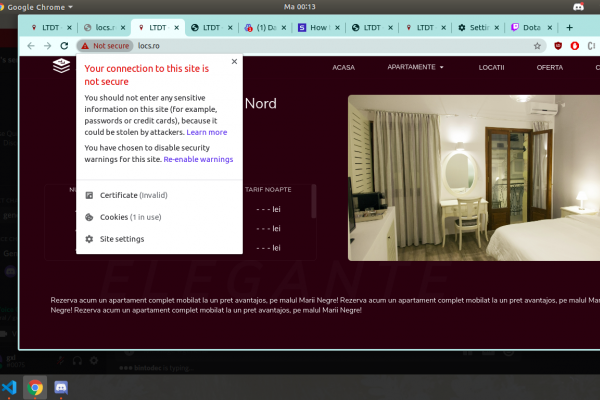 Google Chrome
Ma 00:13
LTDT
locs.r
LTDT
LTDT
(1) Da
How
LTDT
LTDT
Settin
Dota
Not secure
locs.ro
Your connection to this site is
not secure
You should not enter any sensitive
information on this site (for example,
passwords or credit cards), because it
could be stolen by attackers. Learn more
You have chosen to disable security
warnings for this site. Re-enable warnings
Certificate (Invalid)
Cookies (1 in use)
Site settings
ACASA
APARTMENTE
LOCATII
OFERTA
C
Nord
NU
TARIF NOAPTE
- - - lei
- - - lei
- - - lei
ELEGANTE
Rezerva acum un apartament complet mobilat la un pret avantajos, pe malul Marii Negre! Rezerva acum un apartament complet mobilat la un pret avantajos, pe malul Marii
Negre! Rezerva acum un apartament complet mobilat la un pret avantajos, pe malul Marii Negre!
is typing